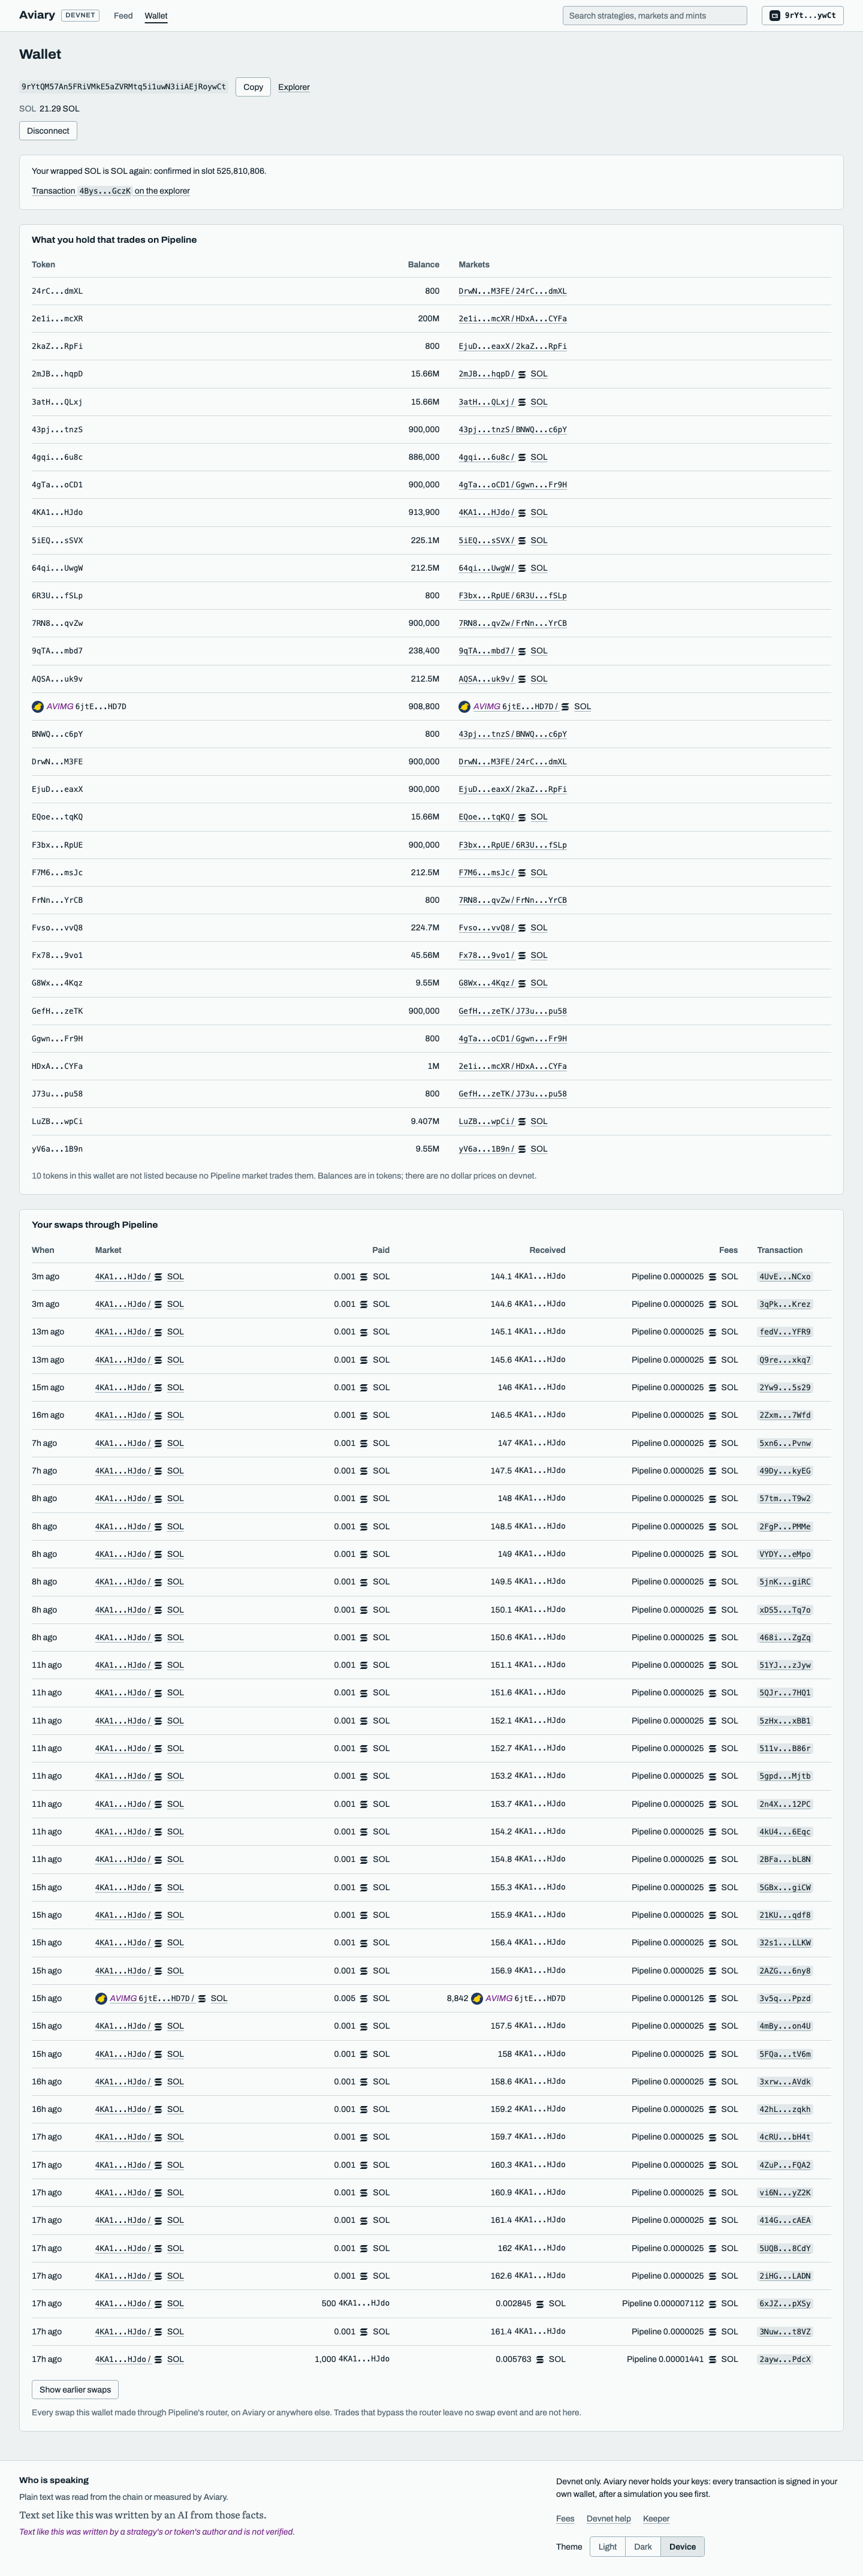 Aviary DEVNET Feed Wallet Search strategies, markets and mints 9rYt...ywCt
Wallet
9rYtQM57An5FRiVMkE5aZVRMtq5i1uwN3iiAEjRoywCt Copy Explorer
SOL 21.29 SOL
Disconnect
Your wrapped SOL is SOL again: confirmed in slot 525,810,806.
Transaction 4Bys...GczK on the explorer
What you hold that trades on Pipeline
Token Balance Markets
24rC...dmXL 800 DrwN...M3FE/24rC...dmXL
2e1i...mcXR 200M 2e1i...mcXR/HDxA...CYFa
2kaZ...RpFi 800 EjuD...eaxX/2kaZ...RpFi
2mJB...hqpD 15.66M 2mJB...hqpD/ SOL
3atH...QLxj 15.66M 3atH...QLxj/ SOL
43pj...tnzS 900,000 43pj...tnzS/BNWQ...c6pY
4gqi...6u8c 886,000 4gqi...6u8c/ SOL
4gTa...oCD1 900,000 4gTa...oCD1/Ggwn...Fr9H
4KA1...HJdo 913,900 4KA1...HJdo/ SOL
5iEQ...sSVX 225.1M 5iEQ...sSVX/ SOL
64qi...UwgW 212.5M 64qi...UwgW/ SOL
6R3U...fSLp 800 F3bx...RpUE/6R3U...fSLp
7RN8...qvZw 900,000 7RN8...qvZw/FrNn...YrCB
9qTA...mbd7 238,400 9qTA...mbd7/ SOL
AQSA...uk9v 212.5M AQSA...uk9v/ SOL
AVIMG 6jtE...HD7D 908,800 AVIMG 6jtE...HD7D/ SOL
BNWQ...c6pY 800 43pj...tnzS/BNWQ...c6pY
DrwN...M3FE 900,000 DrwN...M3FE/24rC...dmXL
EjuD...eaxX 900,000 EjuD...eaxX/2kaZ...RpFi
EQoe...tqKQ 15.66M EQoe...tqKQ/ SOL
F3bx...RpUE 900,000 F3bx...RpUE/6R3U...fSLp
F7M6...msJc 212.5M F7M6...msJc/ SOL
FrNn...YrCB 800 7RN8...qvZw/FrNn...YrCB
Fvso...vvQ8 224.7M Fvso...vvQ8/ SOL
Fx78...9vo1 45.56M Fx78...9vo1/ SOL
G8Wx...4Kqz 9.55M G8Wx...4Kqz/ SOL
GefH...zeTK 900,000 GefH...zeTK/J73u...pu58
Ggwn...Fr9H 800 4gTa...oCD1/Ggwn...Fr9H
HDxA...CYFa 1M 2e1i...mcXR/HDxA...CYFa
J73u...pu58 800 GefH...zeTK/J73u...pu58
LuZB...wpCi 9.407M LuZB...wpCi/ SOL
yV6a...1B9n 9.55M yV6a...1B9n/ SOL
10 tokens in this wallet are not listed because no Pipeline market trades them. Balances are in tokens; there are no dollar prices on devnet.
Your swaps through Pipeline
When Market Paid Received Fees Transaction
3m ago 4KA1...HJdo/ SOL 0.001 SOL 144.1 4KA1...HJdo Pipeline 0.0000025 SOL 4UvE...NCxo
3m ago 4KA1...HJdo/ SOL 0.001 SOL 144.6 4KA1...HJdo Pipeline 0.0000025 SOL 3qPk...Krez
13m ago 4KA1...HJdo/ SOL 0.001 SOL 145.1 4KA1...HJdo Pipeline 0.0000025 SOL fedV...YFR9
13m ago 4KA1...HJdo/ SOL 0.001 SOL 145.6 4KA1...HJdo Pipeline 0.0000025 SOL Q9re...xkq7
15m ago 4KA1...HJdo/ SOL 0.001 SOL 146 4KA1...HJdo Pipeline 0.0000025 SOL 2Yw9...5s29
16m ago 4KA1...HJdo/ SOL 0.001 SOL 146.5 4KA1...HJdo Pipeline 0.0000025 SOL 2Zxm...7Wfd
7h ago 4KA1...HJdo/ SOL 0.001 SOL 147 4KA1...HJdo Pipeline 0.0000025 SOL 5xn6...Pvnw
7h ago 4KA1...HJdo/ SOL 0.001 SOL 147.5 4KA1...HJdo Pipeline 0.0000025 SOL 49Dy...kyEG
8h ago 4KA1...HJdo/ SOL 0.001 SOL 148 4KA1...HJdo Pipeline 0.0000025 SOL 57tm...T9w2
8h ago 4KA1...HJdo/ SOL 0.001 SOL 148.5 4KA1...HJdo Pipeline 0.0000025 SOL 2FgP...PMMe
8h ago 4KA1...HJdo/ SOL 0.001 SOL 149 4KA1...HJdo Pipeline 0.0000025 SOL VYDY...eMpo
8h ago 4KA1...HJdo/ SOL 0.001 SOL 149.5 4KA1...HJdo Pipeline 0.0000025 SOL 5jnK...giRC
8h ago 4KA1...HJdo/ SOL 0.001 SOL 150.1 4KA1...HJdo Pipeline 0.0000025 SOL xDS5...Tq7o
8h ago 4KA1...HJdo/ SOL 0.001 SOL 150.6 4KA1...HJdo Pipeline 0.0000025 SOL 468i...ZgZq
11h ago 4KA1...HJdo/ SOL 0.001 SOL 151.1 4KA1...HJdo Pipeline 0.0000025 SOL 51YJ...zJyw
11h ago 4KA1...HJdo/ SOL 0.001 SOL 151.6 4KA1...HJdo Pipeline 0.0000025 SOL 5QJr...7HQ1
11h ago 4KA1...HJdo/ SOL 0.001 SOL 152.1 4KA1...HJdo Pipeline 0.0000025 SOL 5zHx...xBB1
11h ago 4KA1...HJdo/ SOL 0.001 SOL 152.7 4KA1...HJdo Pipeline 0.0000025 SOL 511v...B86r
11h ago 4KA1...HJdo/ SOL 0.001 SOL 153.2 4KA1...HJdo Pipeline 0.0000025 SOL 5gpd...Mjtb
11h ago 4KA1...HJdo/ SOL 0.001 SOL 153.7 4KA1...HJdo Pipeline 0.0000025 SOL 2n4X...12PC
11h ago 4KA1...HJdo/ SOL 0.001 SOL 154.2 4KA1...HJdo Pipeline 0.0000025 SOL 4kU4...6Eqc
11h ago 4KA1...HJdo/ SOL 0.001 SOL 154.8 4KA1...HJdo Pipeline 0.0000025 SOL 2BFa...bL8N
15h ago 4KA1...HJdo/ SOL 0.001 SOL 155.3 4KA1...HJdo Pipeline 0.0000025 SOL 5GBx...giCW
15h ago 4KA1...HJdo/ SOL 0.001 SOL 155.9 4KA1...HJdo Pipeline 0.0000025 SOL 21KU...qdf8
15h ago 4KA1...HJdo/ SOL 0.001 SOL 156.4 4KA1...HJdo Pipeline 0.0000025 SOL 32s1...LLKW
15h ago 4KA1...HJdo/ SOL 0.001 SOL 156.9 4KA1...HJdo Pipeline 0.0000025 SOL 2AZG...6ny8
15h ago AVIMG 6jtE...HD7D/ SOL 0.005 SOL 8,842 AVIMG 6jtE...HD7D Pipeline 0.0000125 SOL 3v5q...Ppzd
15h ago 4KA1...HJdo/ SOL 0.001 SOL 157.5 4KA1...HJdo Pipeline 0.0000025 SOL 4mBy...on4U
15h ago 4KA1...HJdo/ SOL 0.001 SOL 158 4KA1...HJdo Pipeline 0.0000025 SOL 5FQa...tV6m
16h ago 4KA1...HJdo/ SOL 0.001 SOL 158.6 4KA1...HJdo Pipeline 0.0000025 SOL 3xrw...AVdk
16h ago 4KA1...HJdo/ SOL 0.001 SOL 159.2 4KA1...HJdo Pipeline 0.0000025 SOL 42hL...zqkh
17h ago 4KA1...HJdo/ SOL 0.001 SOL 159.7 4KA1...HJdo Pipeline 0.0000025 SOL 4cRU...bH4t
17h ago 4KA1...HJdo/ SOL 0.001 SOL 160.3 4KA1...HJdo Pipeline 0.0000025 SOL 4ZuP...FQA2
17h ago 4KA1...HJdo/ SOL 0.001 SOL 160.9 4KA1...HJdo Pipeline 0.0000025 SOL vi6N...yZ2K
17h ago 4KA1...HJdo/ SOL 0.001 SOL 161.4 4KA1...HJdo Pipeline 0.0000025 SOL 414G...cAEA
17h ago 4KA1...HJdo/ SOL 0.001 SOL 162 4KA1...HJdo Pipeline 0.0000025 SOL 5UQB...8CdY
17h ago 4KA1...HJdo/ SOL 0.001 SOL 162.6 4KA1...HJdo Pipeline 0.0000025 SOL 2iHG...LADN
17h ago 4KA1...HJdo/ SOL 500 4KA1...HJdo 0.002845 SOL Pipeline 0.000007112 SOL 6xJZ...pXSy
17h ago 4KA1...HJdo/ SOL 0.001 SOL 161.4 4KA1...HJdo Pipeline 0.0000025 SOL 3Nuw...t8VZ
17h ago 4KA1...HJdo/ SOL 1,000 4KA1...HJdo 0.005763 SOL Pipeline 0.00001441 SOL 2ayw...PdcX
Show earlier swaps
Every swap this wallet made through Pipeline's router, on Aviary or anywhere else. Trades that bypass the router leave no swap event and are not here.
Who is speaking
Plain text was read from the chain or measured by Aviary.
Text set like this was written by an AI from those facts.
Text like this was written by a strategy's or token's author and is not verified.
Devnet only. Aviary never holds your keys: every transaction is signed in your
own wallet, after a simulation you see first.
Fees Devnet help Keeper
Theme Light Dark Device